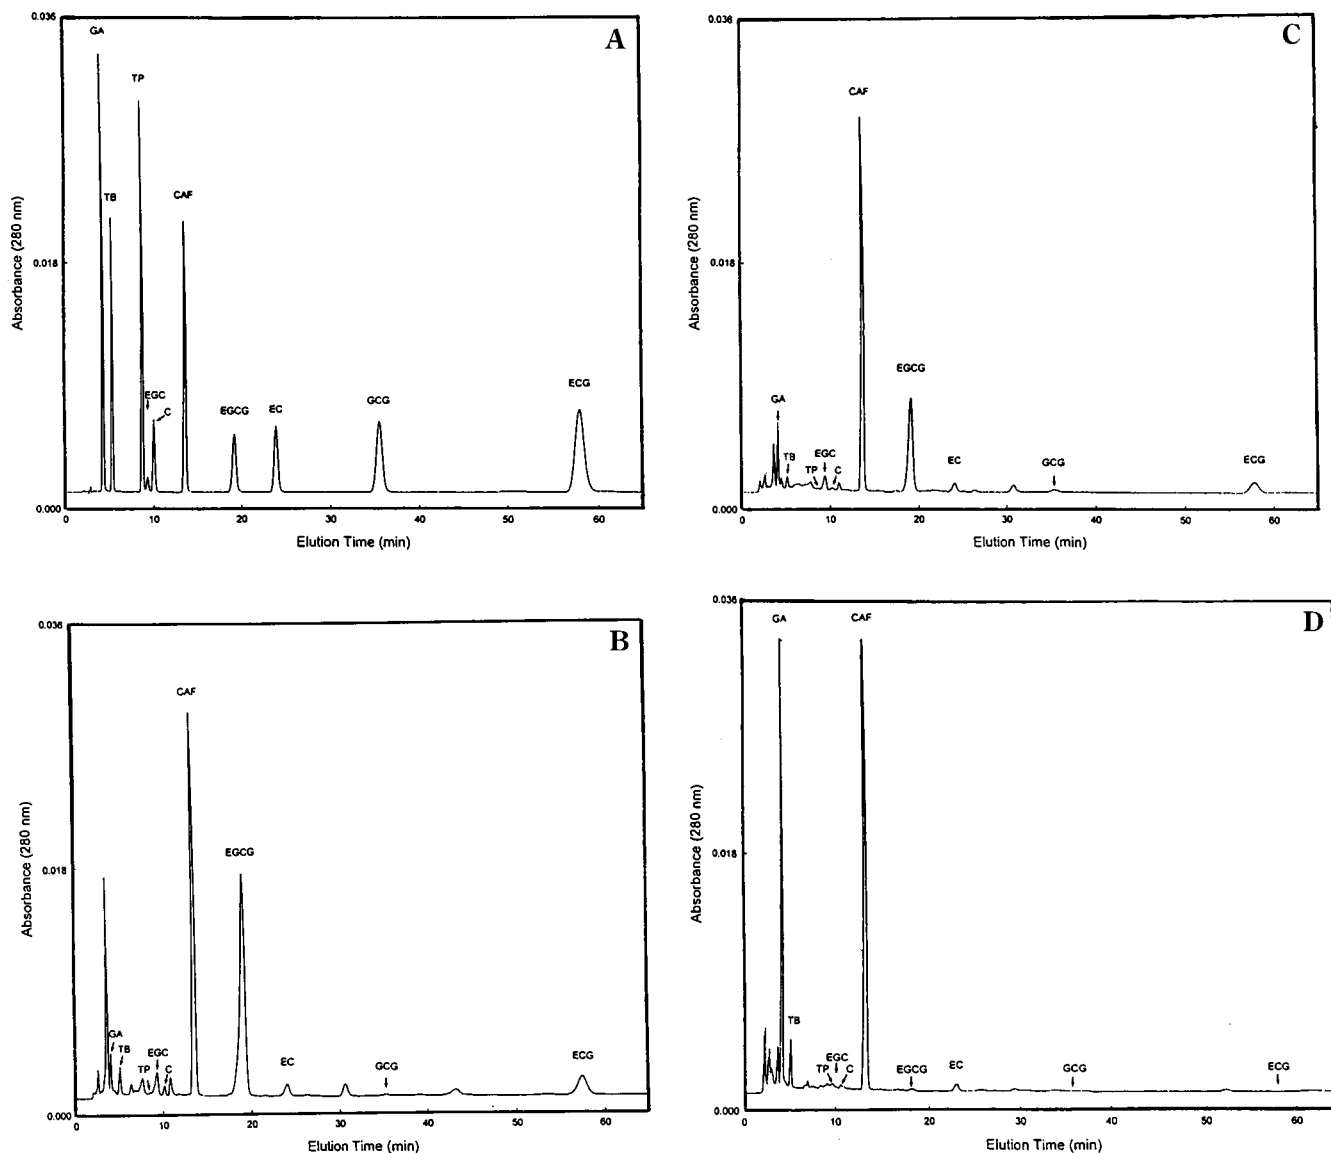 0.036
A
GA
TP
TB
CAF
0.018
EGC
C
EGCG
EC
GCG
ECG
0.000
0 10 20 30 40 50 60
Elution Time (min)
Absorbance (280 nm)
0.036
C
CAF
0.018
EGCG
GA
TB
TP
EGC
C
EC
GCG
ECG
0.000
0 10 20 30 40 50 60
Elution Time (min)
Absorbance (280 nm)
0.036
B
CAF
EGCG
0.018
GA
TB
TP
EGC
C
EC
GCG
ECG
0.000
0 10 20 30 40 50 60
Elution Time (min)
Absorbance (280 nm)
0.036
D
GA
CAF
0.018
TB
TP
EGC
C
EGCG
EC
GCG
ECG
0.000
0 10 20 30 40 50 60
Elution Time (min)
Absorbance (280 nm)